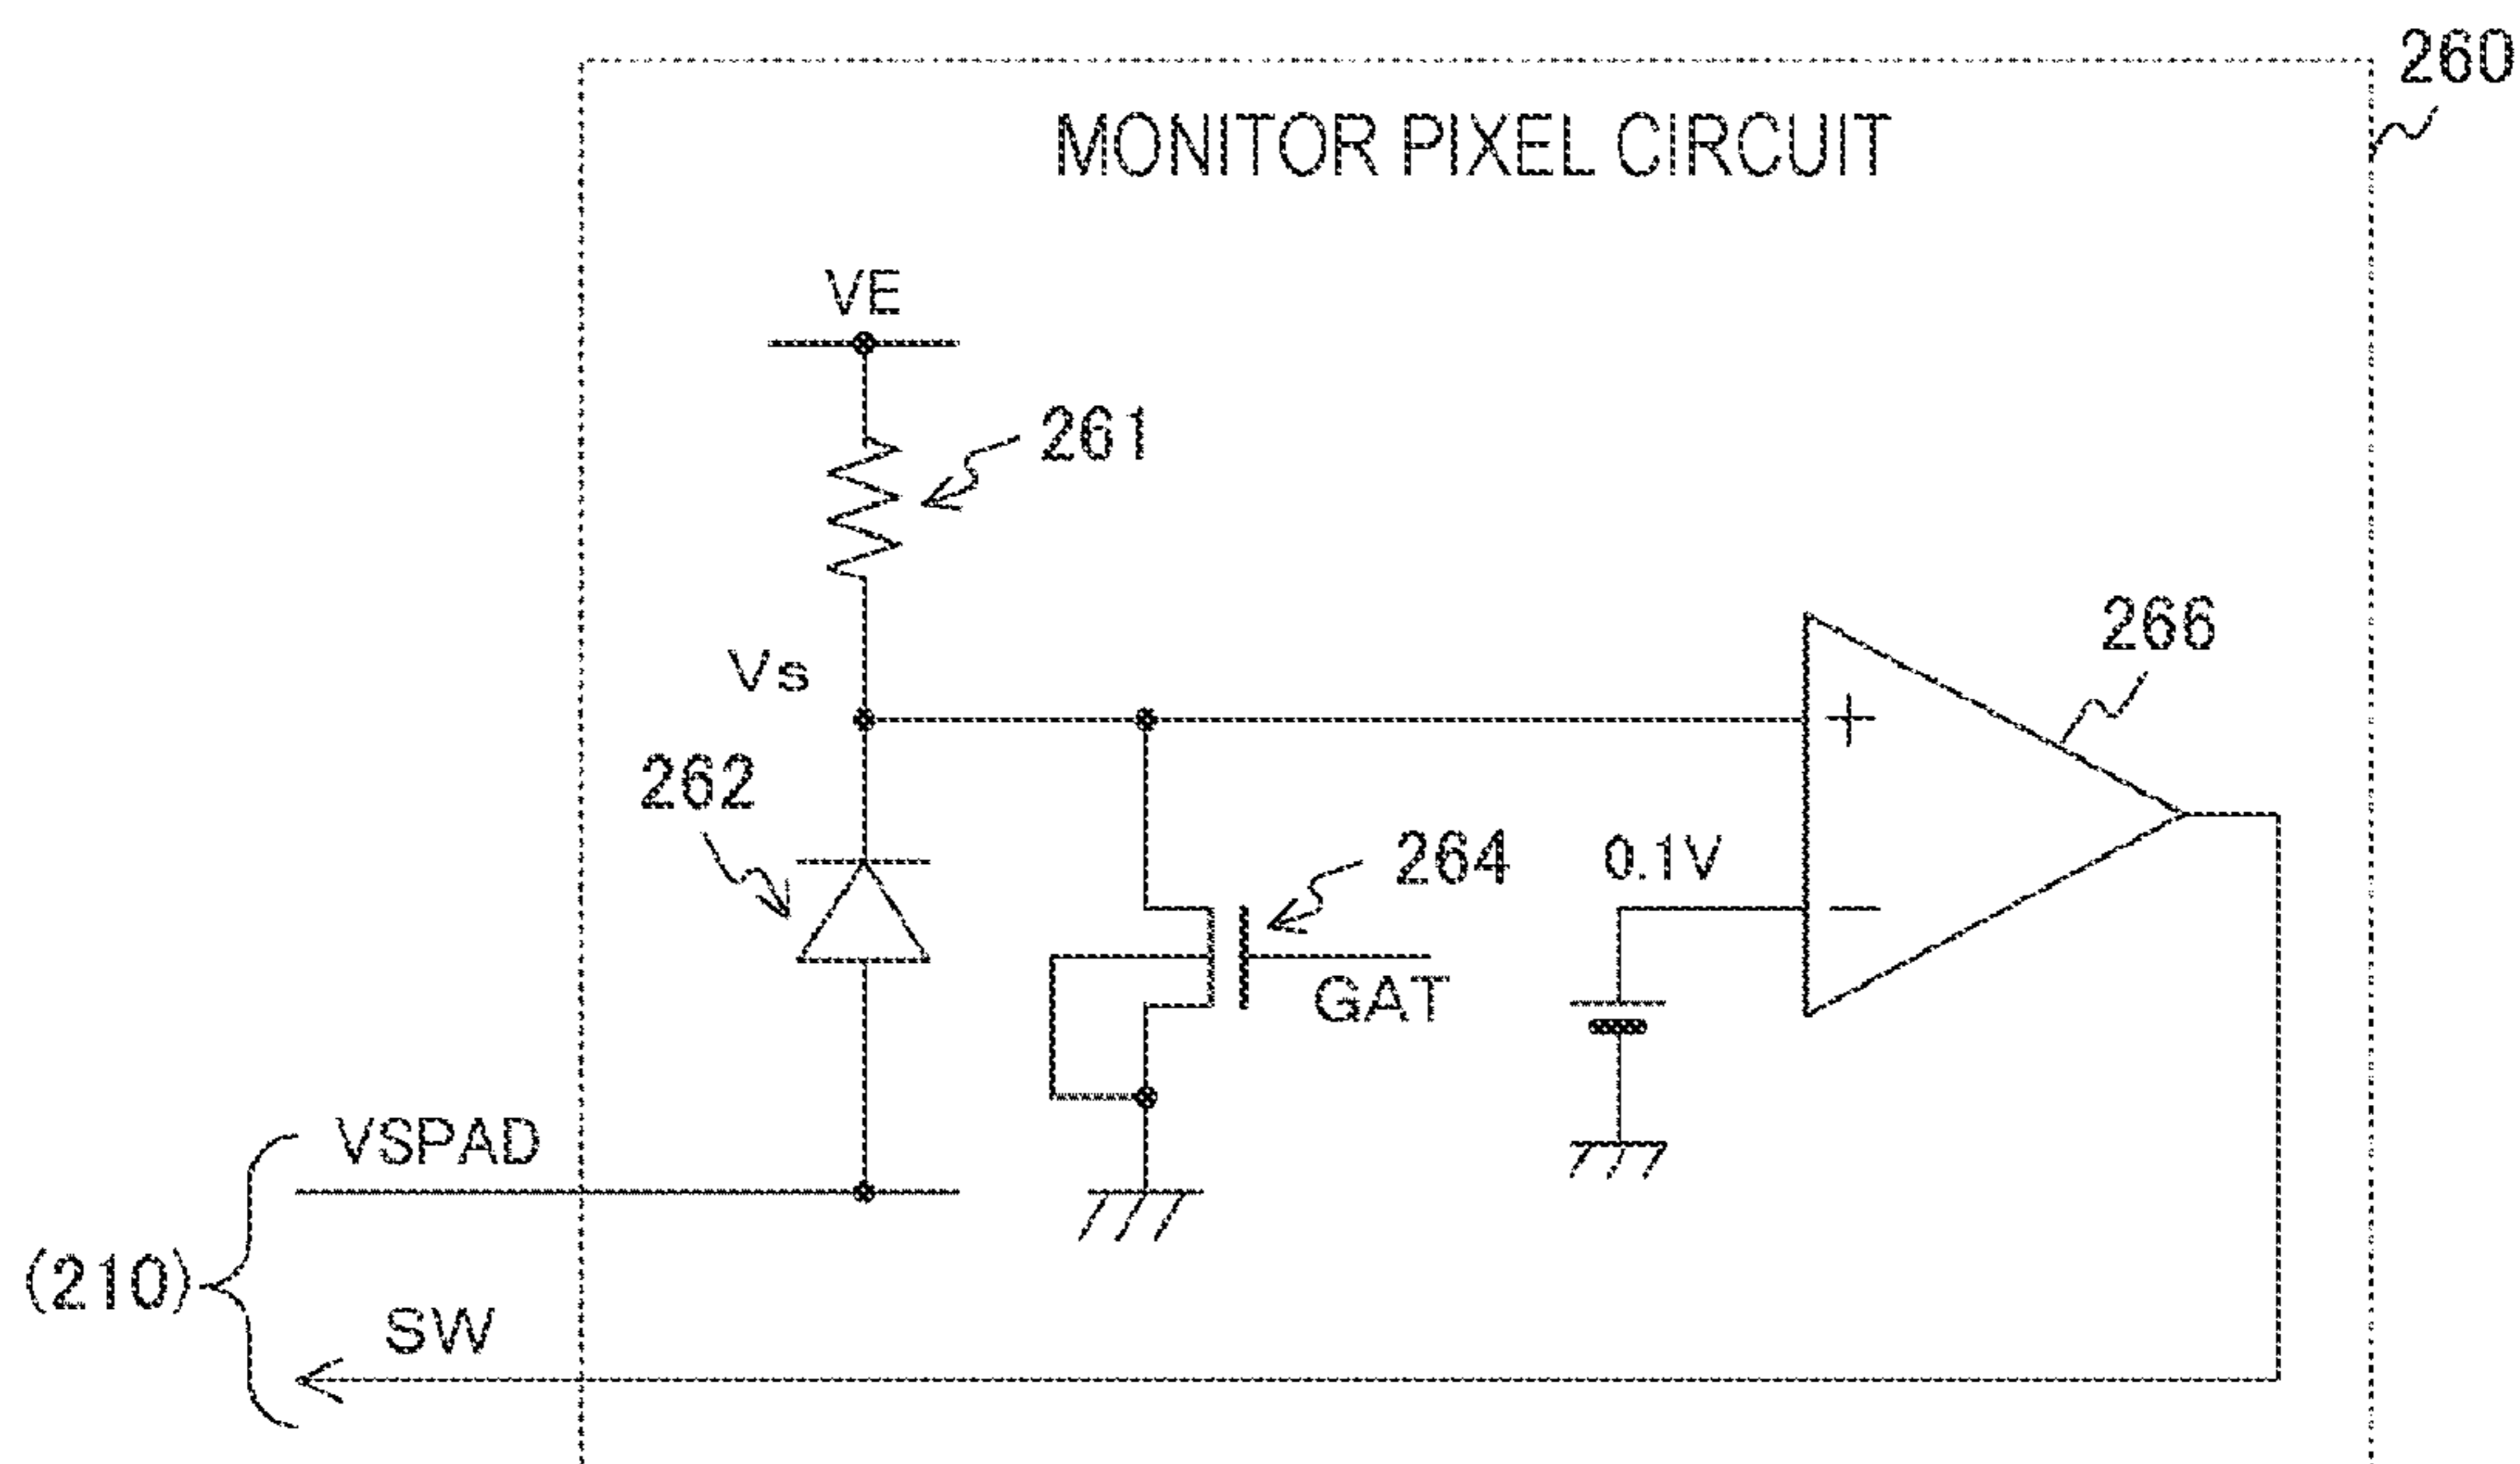 260
MONITOR PIXEL CIRCUIT
VE
261
Vs
266
+
262
264
0.1V
−
GAT
VSPAD
(210)
SW